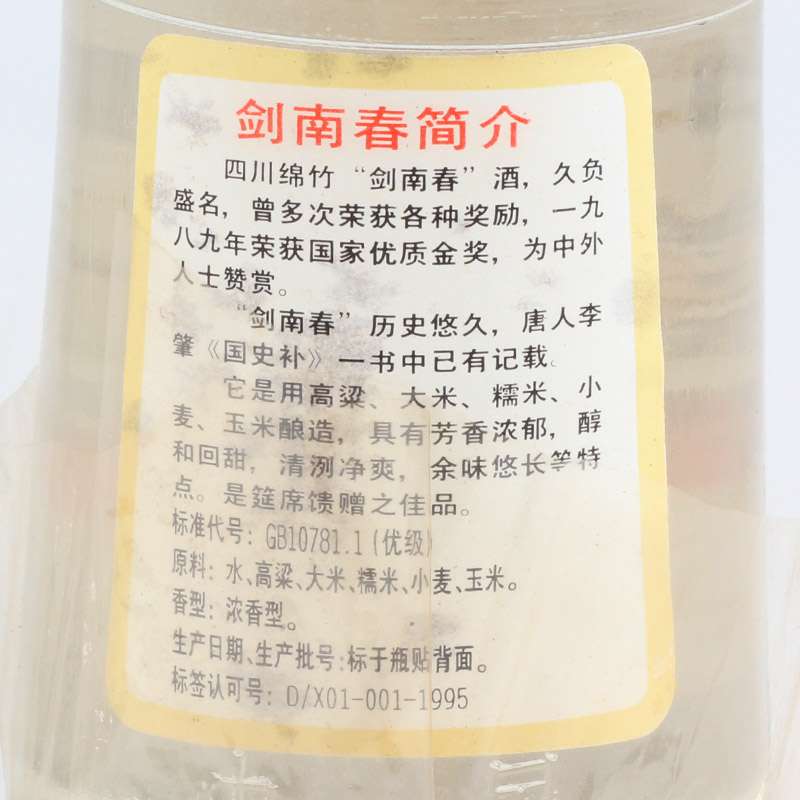 剑南春简介
四川绵竹“剑南春”酒，久负
盛名，曾多次荣获各种奖励，一九
八九年荣获国家优质金奖，为中外
人士赞赏。
“剑南春”历史悠久，唐人李
肇《国史补》一书中已有记载。
它是用高粱、大米、糯米、小
麦、玉米酿造，具有芳香浓郁，醇
和回甜，清洌净爽，余味悠长等特
点。是筵席馈赠之佳品。
标准代号：GB10781.1(优级)
原料：水、高粱、大米、糯米、小麦、玉米。
香型：浓香型。
生产日期、生产批号：标于瓶贴背面。
标签认可号：D/X01-001-1995